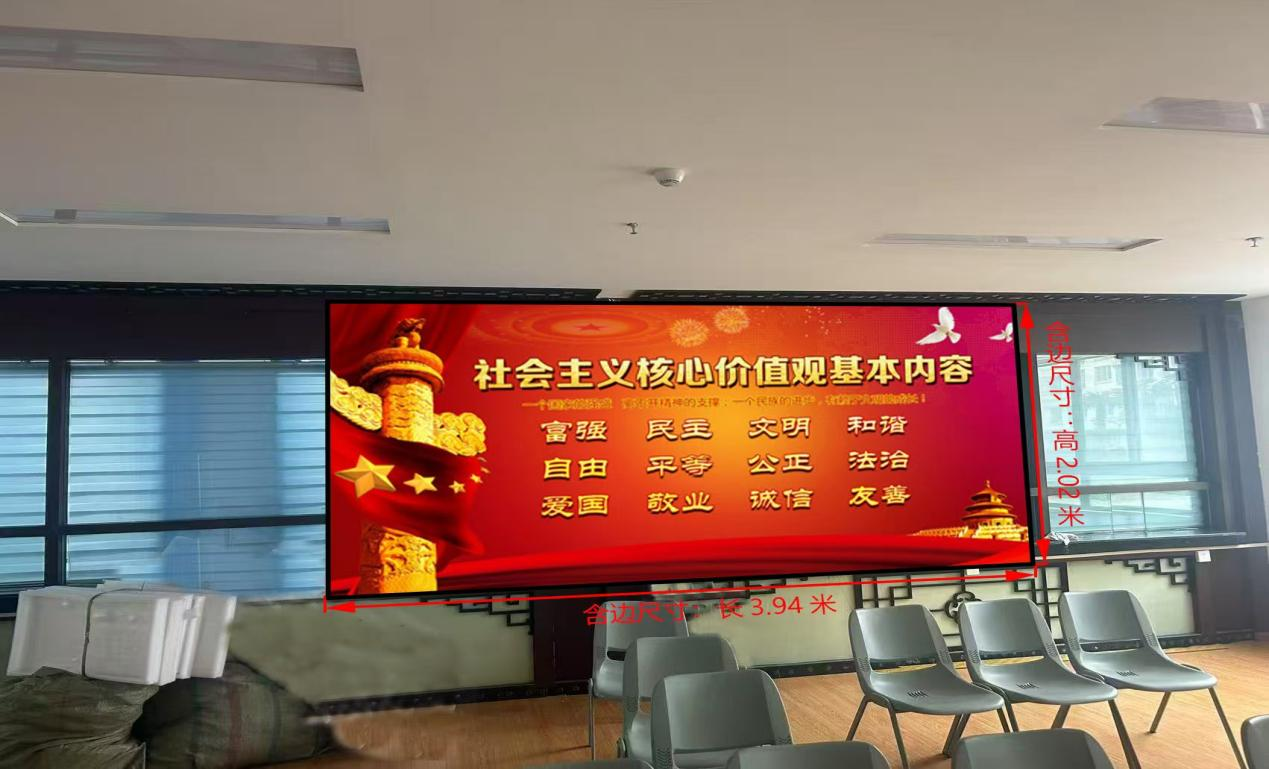 社会主义核心价值观基本内容
富强 民主 文明 和谐
自由 平等 公正 法治
爱国 敬业 诚信 友善
含边尺寸：高 2.02 米
含边尺寸：长 3.94 米